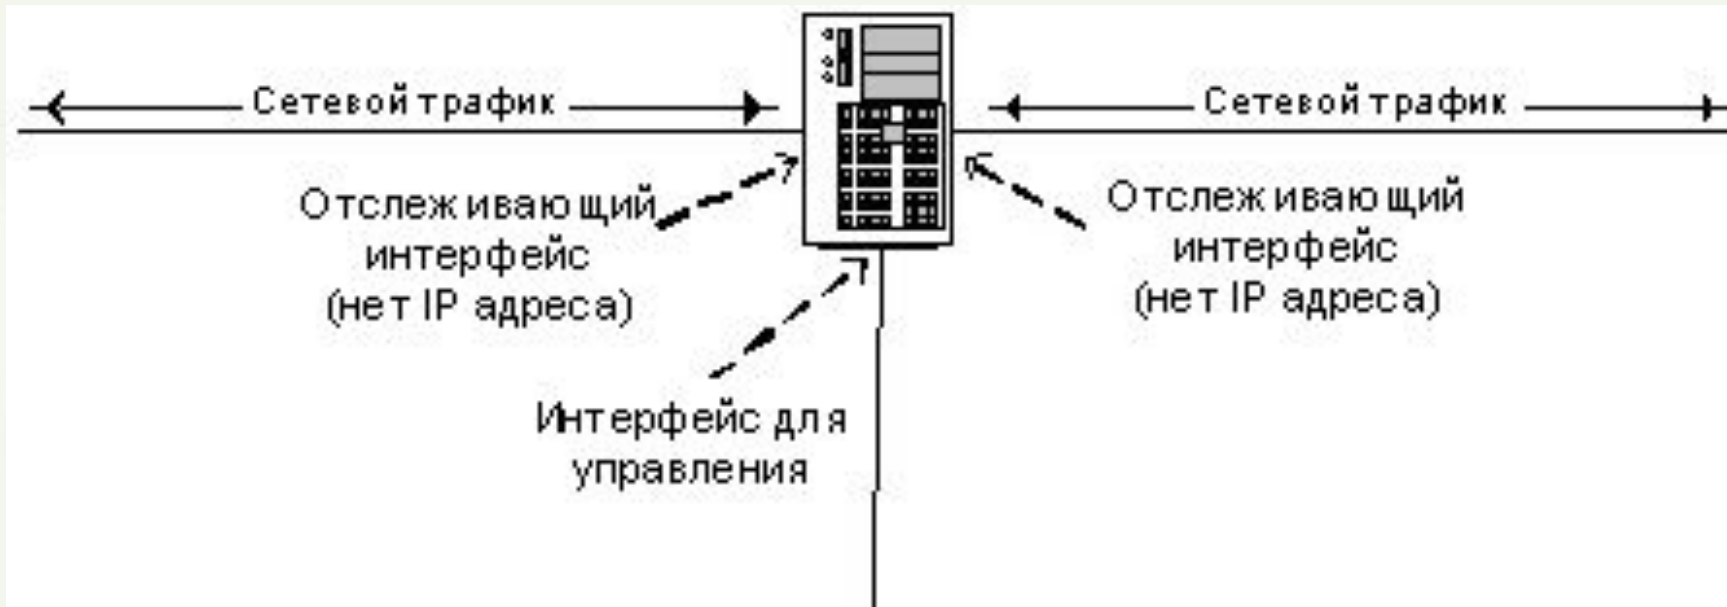 Сетевой трафик
Сетевой трафик
Отслеживающий
интерфейс
(нет IP адреса)
Отслеживающий
интерфейс
(нет IP адреса)
Интерфейс для
управления